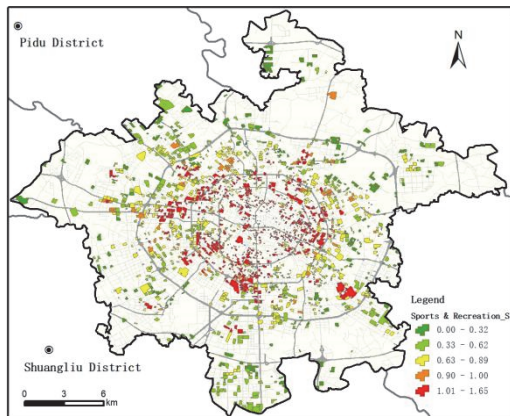 Pidu District
N
Legend
Sports & Recreation_S
0.00 - 0.32
0.33 - 0.62
0.63 - 0.89
0.90 - 1.00
1.01 - 1.65
Shuangliu District
0 3 6
km